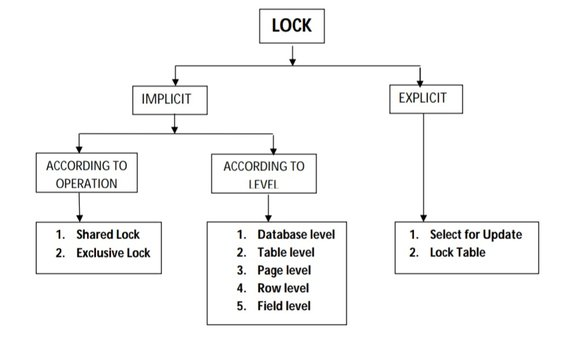 LOCK
IMPLICIT
EXPLICIT
ACCORDING TO
OPERATION
ACCORDING TO
LEVEL
1. Shared Lock
2. Exclusive Lock
1. Database level
2. Table level
3. Page level
4. Row level
5. Field level
1. Select for Update
2. Lock Table